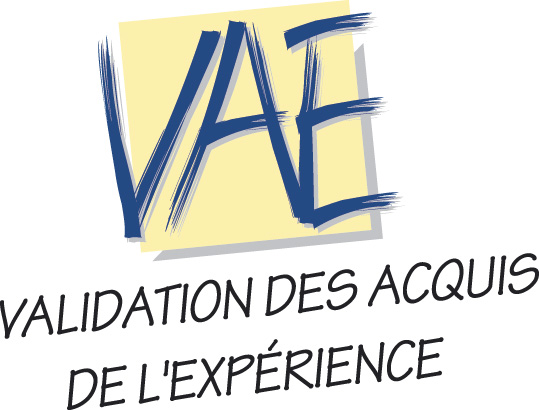 VAE
VALIDATION DES ACQUIS
DE L'EXPÉRIENCE